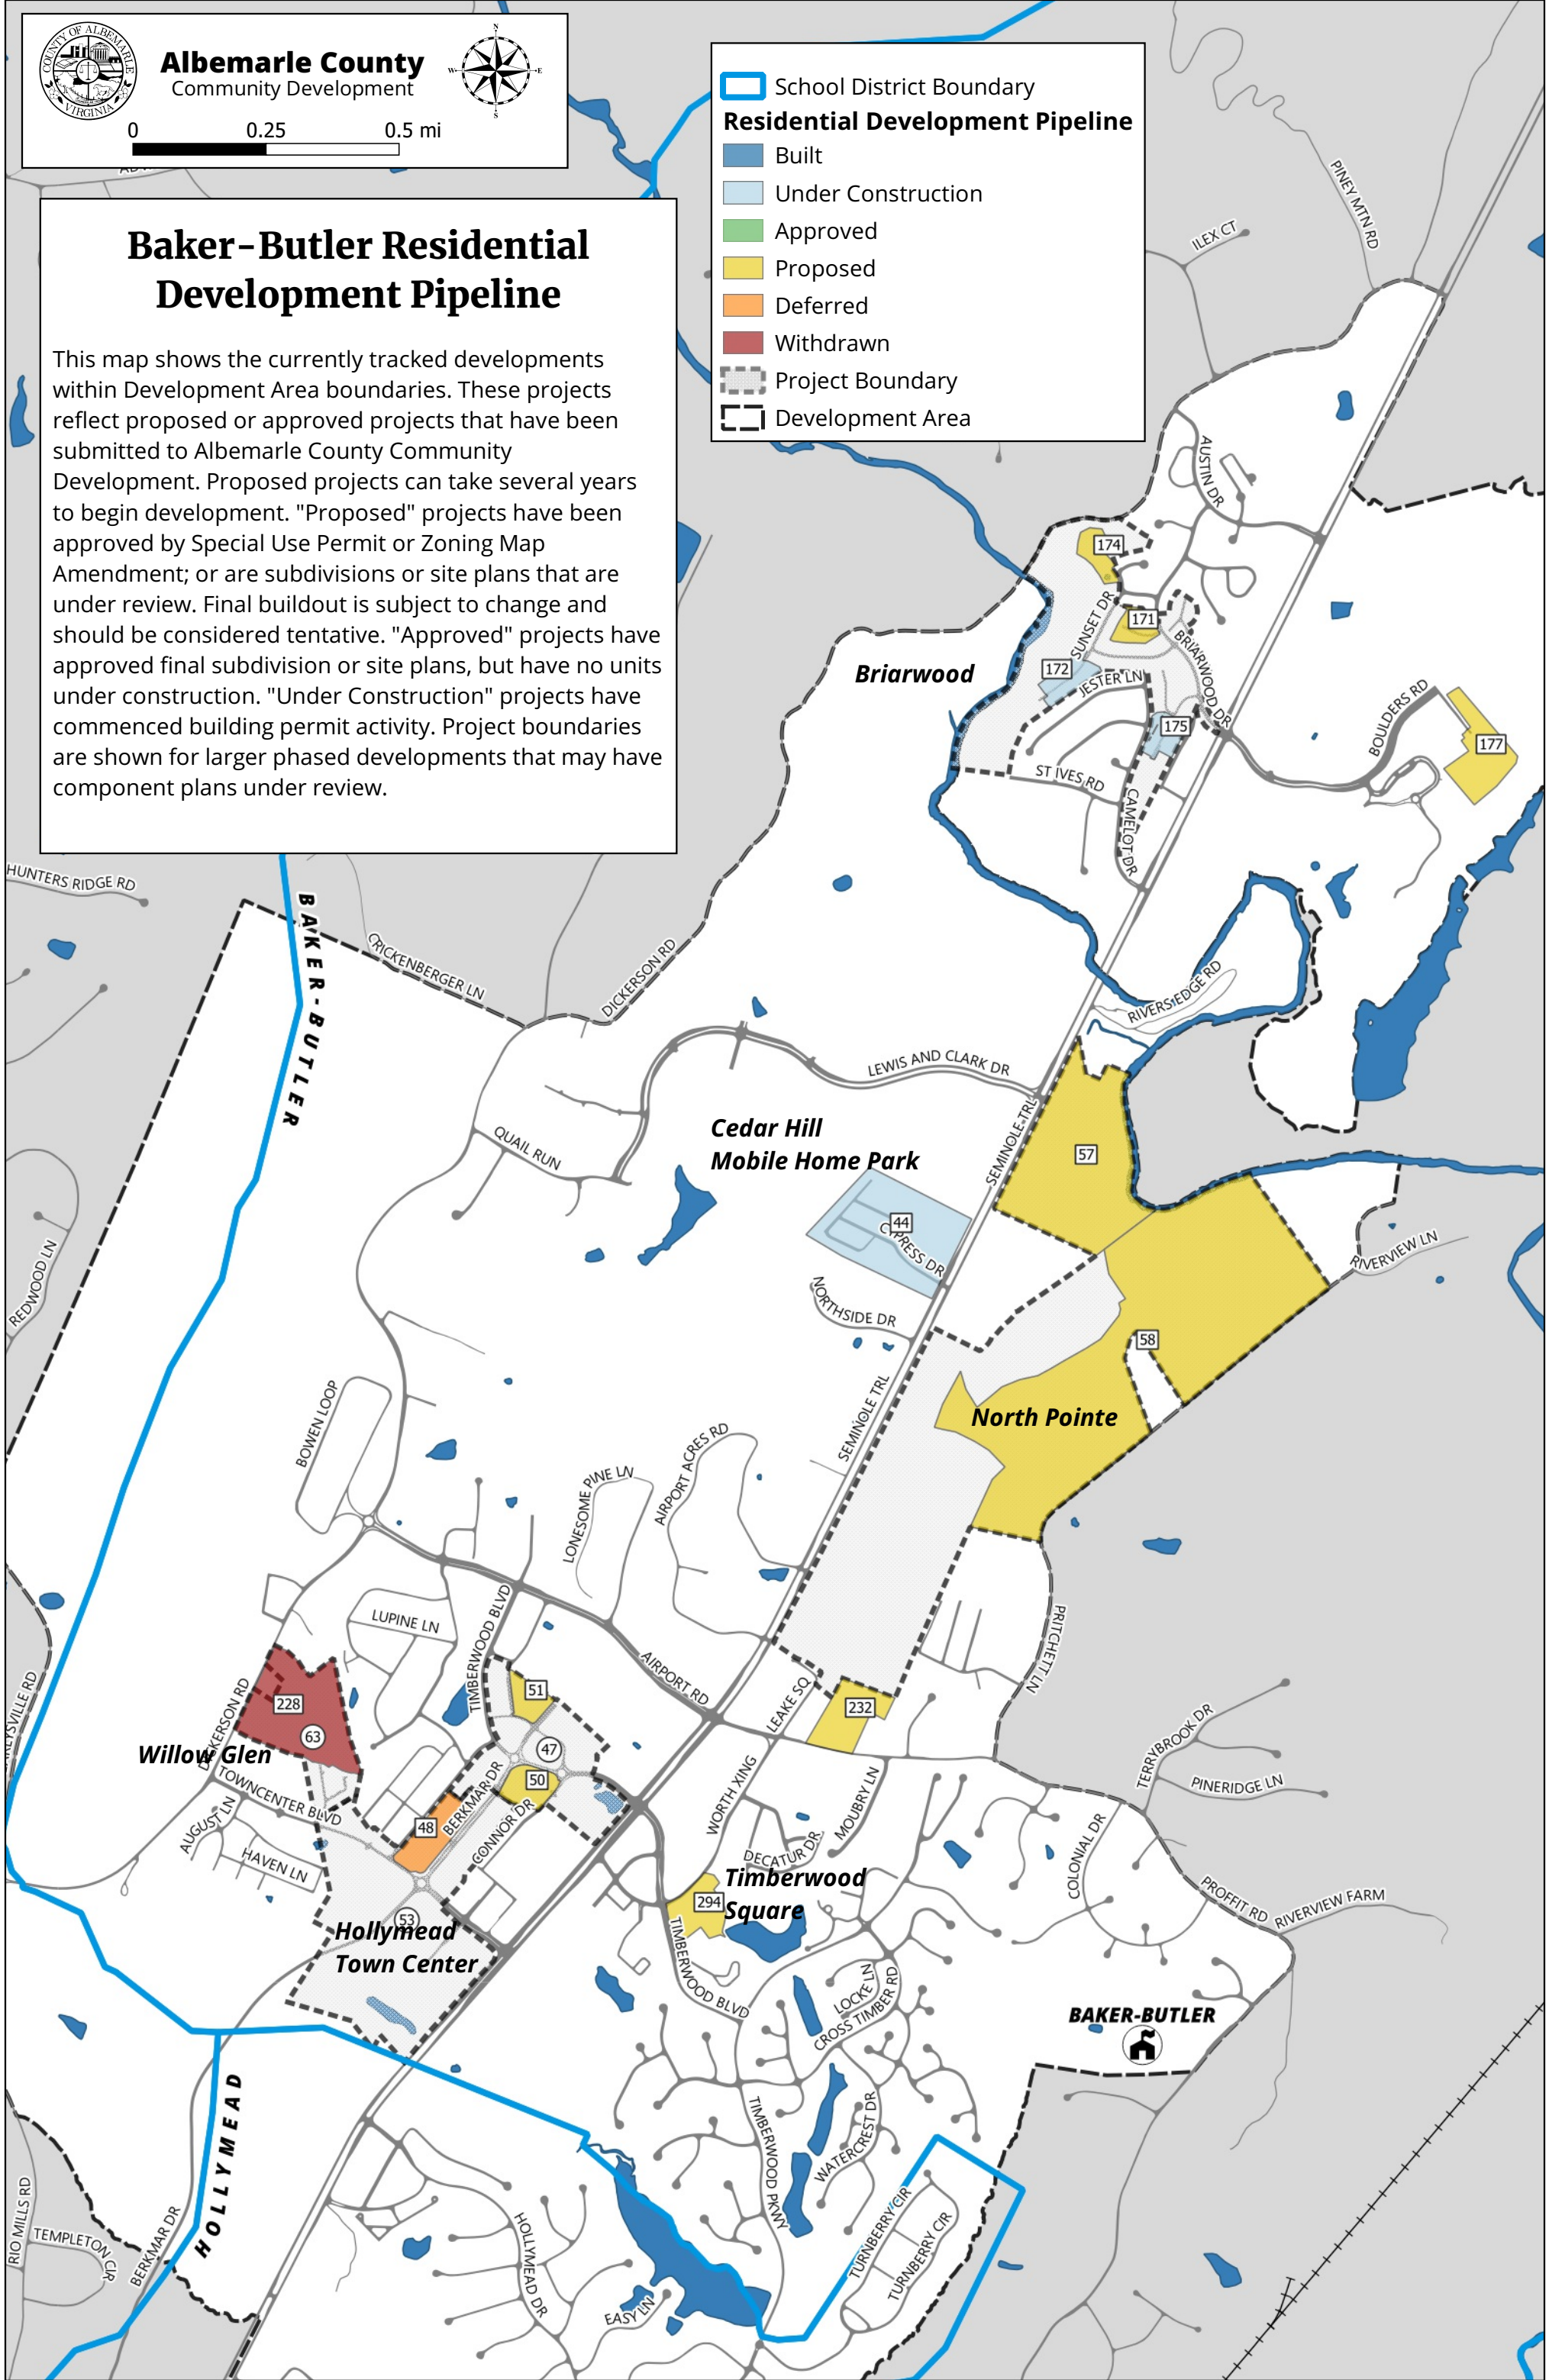 COUNTY OF ALBEMARLE
VIRGINIA
Albemarle County
Community Development
N
W
E
S
0 0.25 0.5 mi
School District Boundary
Residential Development Pipeline
Built
Under Construction
Approved
Proposed
Deferred
Withdrawn
Project Boundary
Development Area
Baker-Butler Residential
Development Pipeline
This map shows the currently tracked developments
within Development Area boundaries. These projects
reflect proposed or approved projects that have been
submitted to Albemarle County Community
Development. Proposed projects can take several years
to begin development. "Proposed" projects have been
approved by Special Use Permit or Zoning Map
Amendment; or are subdivisions or site plans that are
under review. Final buildout is subject to change and
should be considered tentative. "Approved" projects have
approved final subdivision or site plans, but have no units
under construction. "Under Construction" projects have
commenced building permit activity. Project boundaries
are shown for larger phased developments that may have
component plans under review.
PINEY MTN RD
ILEX CT
AUSTIN DR
174
SUNSET DR
171
Briarwood
172
JESTER LN
BRIARWOOD DR
175
BOULDERS RD
177
ST IVES RD
CAMELOT DR
HUNTERS RIDGE RD
BAKER-BUTLER
CRICKENBERGER LN
DICKERSON RD
RIVERS EDGE RD
LEWIS AND CLARK DR
SEMINOLE TRL
QUAIL RUN
Cedar Hill
Mobile Home Park
57
44
CYPRESS DR
REDWOOD LN
RIVERVIEW LN
NORTHSIDE DR
58
SEMINOLE TRL
North Pointe
BOWEN LOOP
LONESOME PINE LN
AIRPORT ACRES RD
LUPINE LN
TIMBERWOOD BLVD
AIRPORT RD
PRITCHETT LN
228
51
232
LEAKE SQ
DICKERSON RD
63
47
Willow Glen
TERRYBROOK DR
TOWNCENTER BLVD
50
BERKMAR DR
PINERIDGE LN
WORTH XING
MOUBRY LN
AUGUST LN
48
CONNOR DR
HAVEN LN
DECATUR DR
COLONIAL DR
Timberwood
Square
294
PROFFIT RD
RIVERVIEW FARM
53
Hollymead
Town Center
TIMBERWOOD BLVD
LOCKE LN
CROSS TIMBER RD
BAKER-BUTLER
HOLLYMEAD
TIMBERWOOD PKWY
WATERCREST DR
RIO MILLS RD
TEMPLETON CIR
BERKMAR DR
HOLLYMEAD DR
TURNBERRY CIR
TURNBERRY CIR
EASY LN